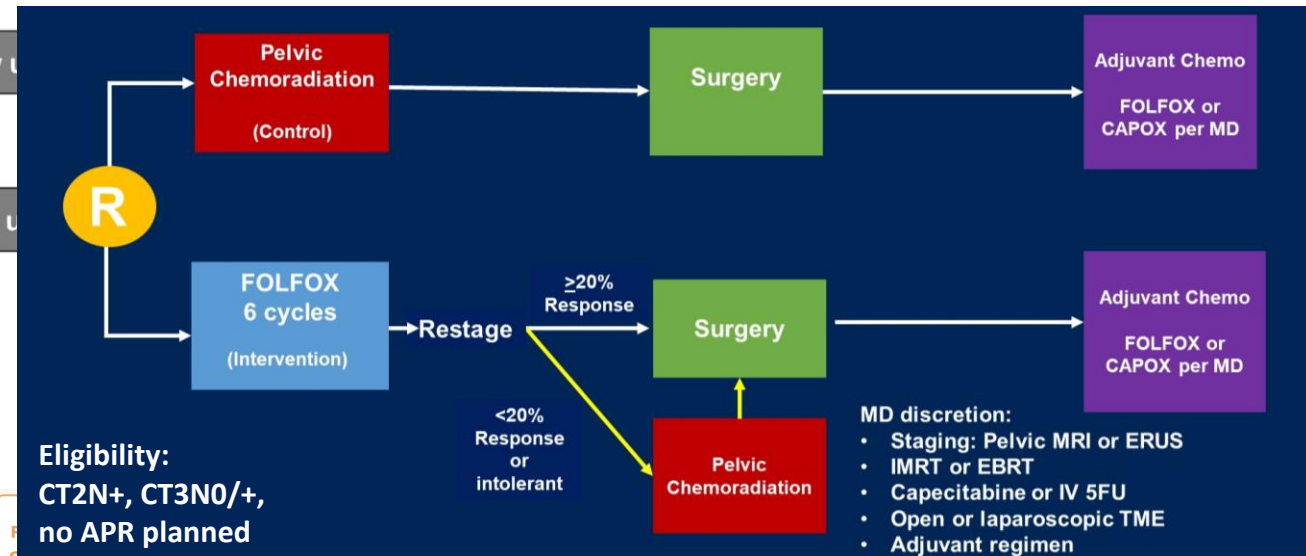 Pelvic
Chemoradiation
(Control)
Surgery
Adjuvant Chemo
FOLFOX or
CAPOX per MD
R
FOLFOX
6 cycles
(Intervention)
Restage
≥20%
Response
Surgery
Adjuvant Chemo
FOLFOX or
CAPOX per MD
<20%
Response
or
intolerant
Pelvic
Chemoradiation
MD discretion:
• Staging: Pelvic MRI or ERUS
• IMRT or EBRT
• Capecitabine or IV 5FU
• Open or laparoscopic TME
• Adjuvant regimen
Eligibility:
CT2N+, CT3N0/+,
no APR planned